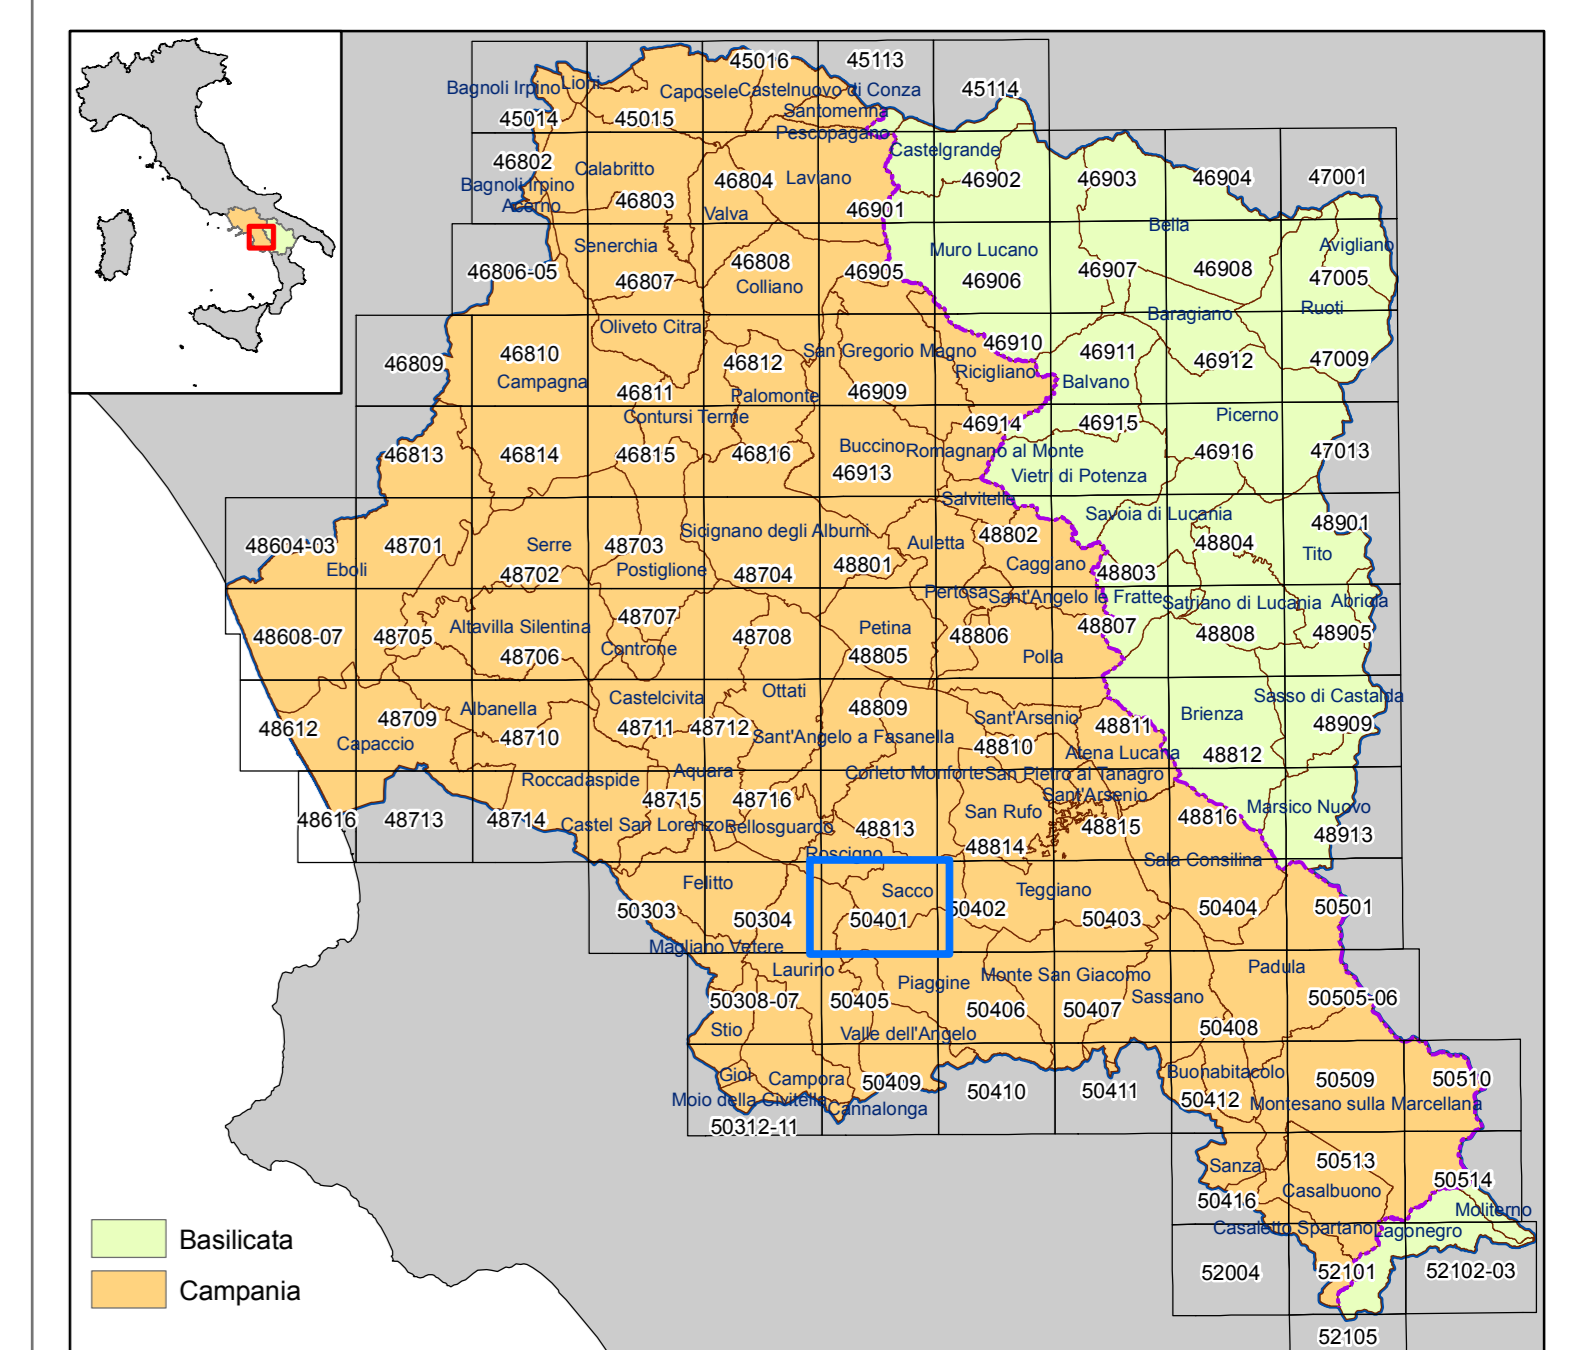 45016
45113
Bagnoli Irpino
Lioni
Caposele
Castelnuovo di Conza
45114
45014
45015
Santomenna
Pescopagano
46802
Calabritto
Castelgrande
46804
Laviano
46902
46903
46904
47001
Bagnoli Irpino
Acerno
46803
Valva
46901
Bella
Senerchia
Muro Lucano
Avigliano
46806-05
46807
46808
46905
46906
46907
46908
47005
Colliano
Baragiano
Ruoti
Oliveto Citra
46809
46810
46812
San Gregorio Magno
46910
46911
46912
47009
Campagna
Ricigliano
Balvano
46811
Palomonte
46909
Contursi Terme
46914
46915
Picerno
46813
46814
46815
46816
Buccino
Romagnano al Monte
46916
47013
46913
Vietri di Potenza
Salvitelle
Savoia di Lucania
48901
48604-03
48701
Serre
48703
Sicignano degli Alburni
Auletta
48802
48804
Tito
Eboli
48702
Postiglione
48704
48801
Caggiano
48803
Pertosa
Sant'Angelo le Fratte
Satriano di Lucania
Abriola
48608-07
48705
Altavilla Silentina
48707
48708
Petina
48806
48807
48808
48905
48706
Controne
48805
Polla
Castelcivita
Ottati
Sasso di Castalda
48612
48709
Albanella
48711
48712
48809
Sant'Arsenio
48811
Brienza
48909
Capaccio
48710
Sant'Angelo a Fasanella
48810
Atena Lucana
48812
Roccadaspide
Aquara
Corleto Monforte
San Pietro al Tanagro
Sant'Arsenio
48616
48713
48714
48715
48716
San Rufo
48816
Marsico Nuovo
Castel San Lorenzo
Bellosguardo
48813
48815
48913
Roscigno
48814
Sala Consilina
Felitto
Sacco
Teggiano
50303
50304
50401
50402
50403
50404
50501
Magliano Vetere
Laurino
Piaggine
Monte San Giacomo
Padula
50308-07
50405
50406
50407
Sassano
50505-06
Stio
Valle dell'Angelo
50408
Gioi
Campora
50409
50410
50411
Buonabitacolo
50509
50510
Moio della Civitella
Cannalonga
50412
Montesano sulla Marcellana
50312-11
Sanza
50513
50514
50416
Casalbuono
Moliterno
Casaletto Spartano
Lagonegro
52004
52101
52102-03
52105
Basilicata
Campania